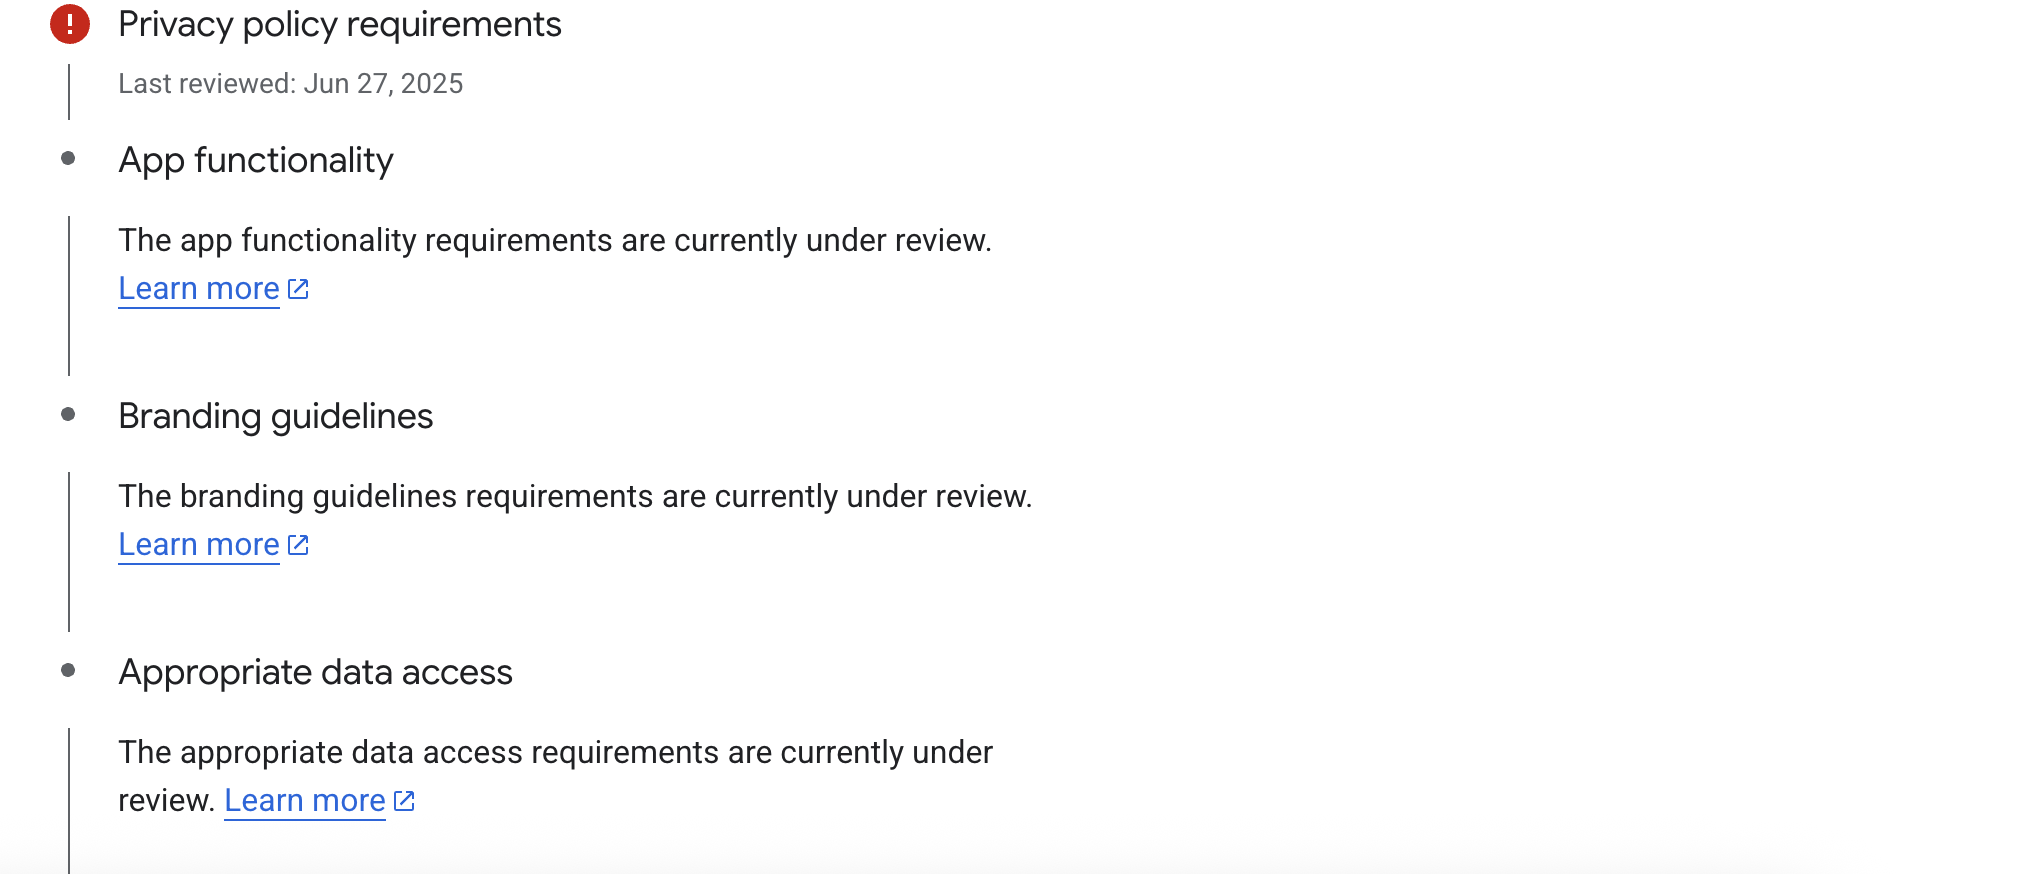 Privacy policy requirements
Last reviewed: Jun 27, 2025
App functionality
The app functionality requirements are currently under review.
Learn more
Branding guidelines
The branding guidelines requirements are currently under review.
Learn more
Appropriate data access
The appropriate data access requirements are currently under
review. Learn more